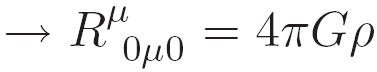 → R^μ_{0μ0} = 4πGρ